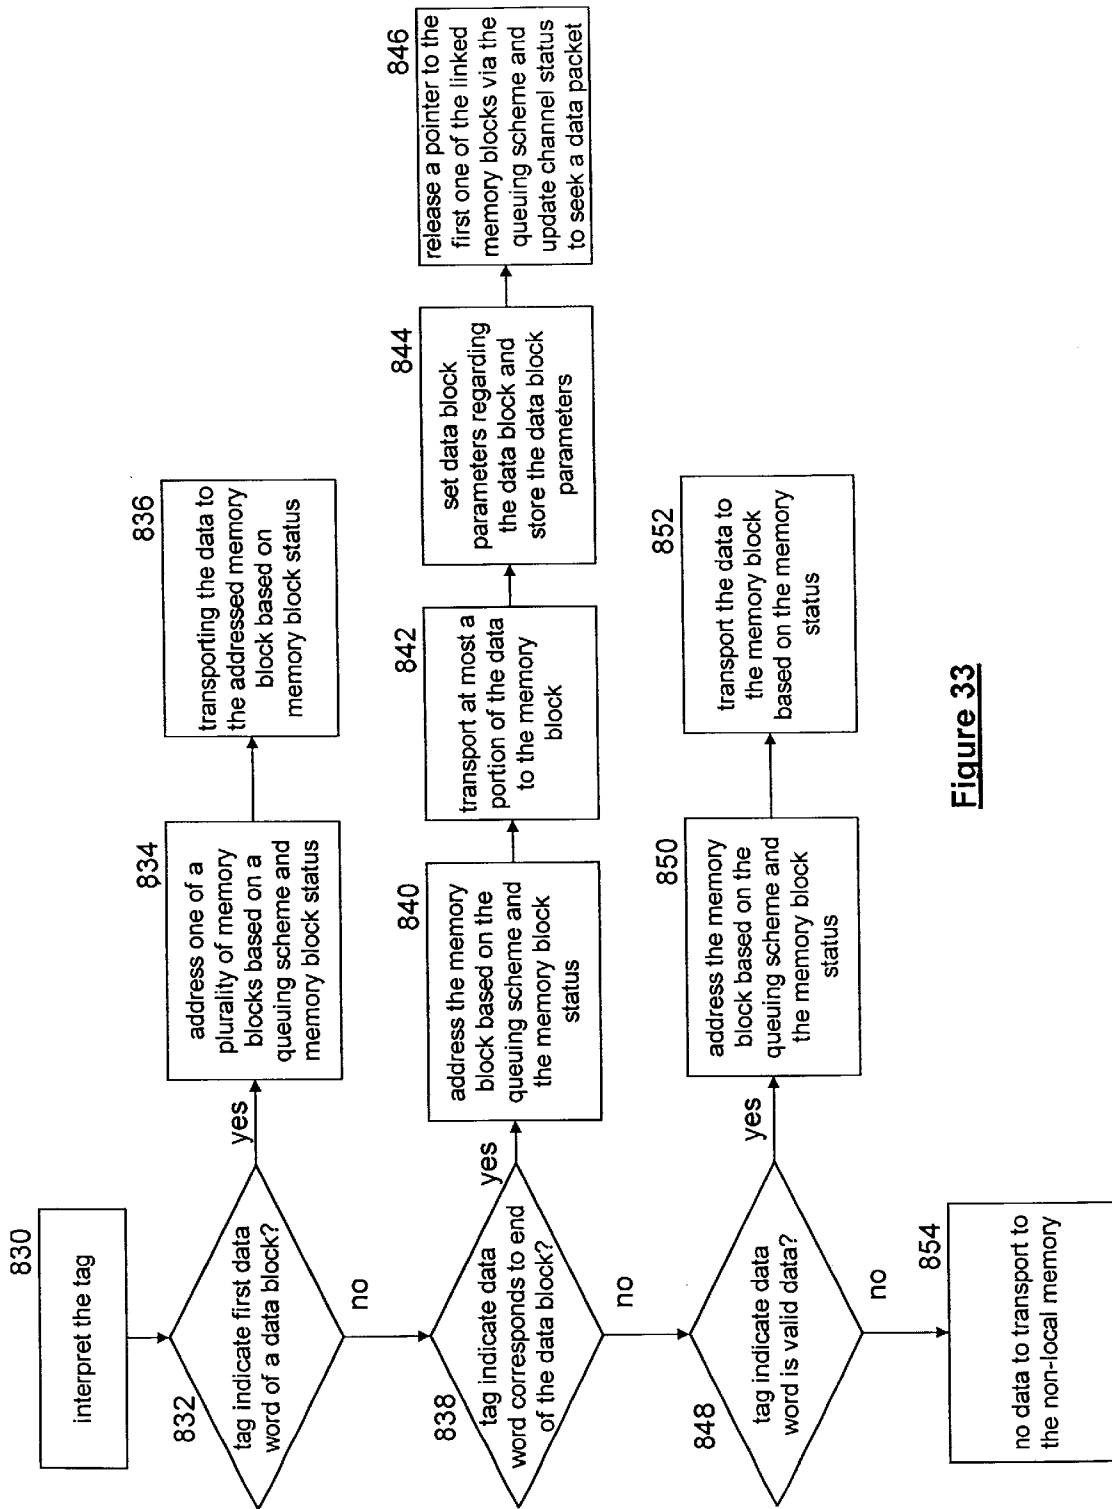 830
interpret the tag
832
tag indicate first data
word of a data block?
yes
834
address one of a
plurality of memory
blocks based on a
queuing scheme and
memory block status
836
transporting the data to
the addressed memory
block based on
memory block status
no
838
tag indicate data
word corresponds to end
of the data block?
yes
840
address the memory
block based on the
queuing scheme and
the memory block
status
842
transport at most a
portion of the data
to the memory
block
844
set data block
parameters regarding
the data block and
store the data block
parameters
846
release a pointer to the
first one of the linked
memory blocks via the
queuing scheme and
update channel status
to seek a data packet
no
848
tag indicate data
word is valid data?
yes
850
address the memory
block based on the
queuing scheme and
the memory block
status
852
transport the data to
the memory block
based on the memory
status
no
854
no data to transport to
the non-local memory
Figure 33